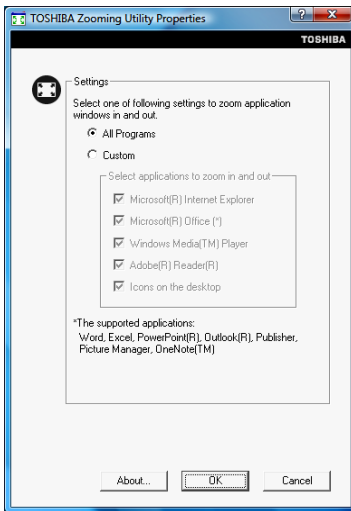 TOSHIBA Zooming Utility Properties
TOSHIBA
Settings
Select one of following settings to zoom application
windows in and out.
All Programs
Custom
Select applications to zoom in and out
Microsoft(R) Internet Explorer
Microsoft(R) Office (*)
Windows Media(TM) Player
Adobe(R) Reader(R)
Icons on the desktop
*The supported applications:
Word, Excel, PowerPoint(R), Outlook(R), Publisher,
Picture Manager, OneNote(TM)
About... OK Cancel